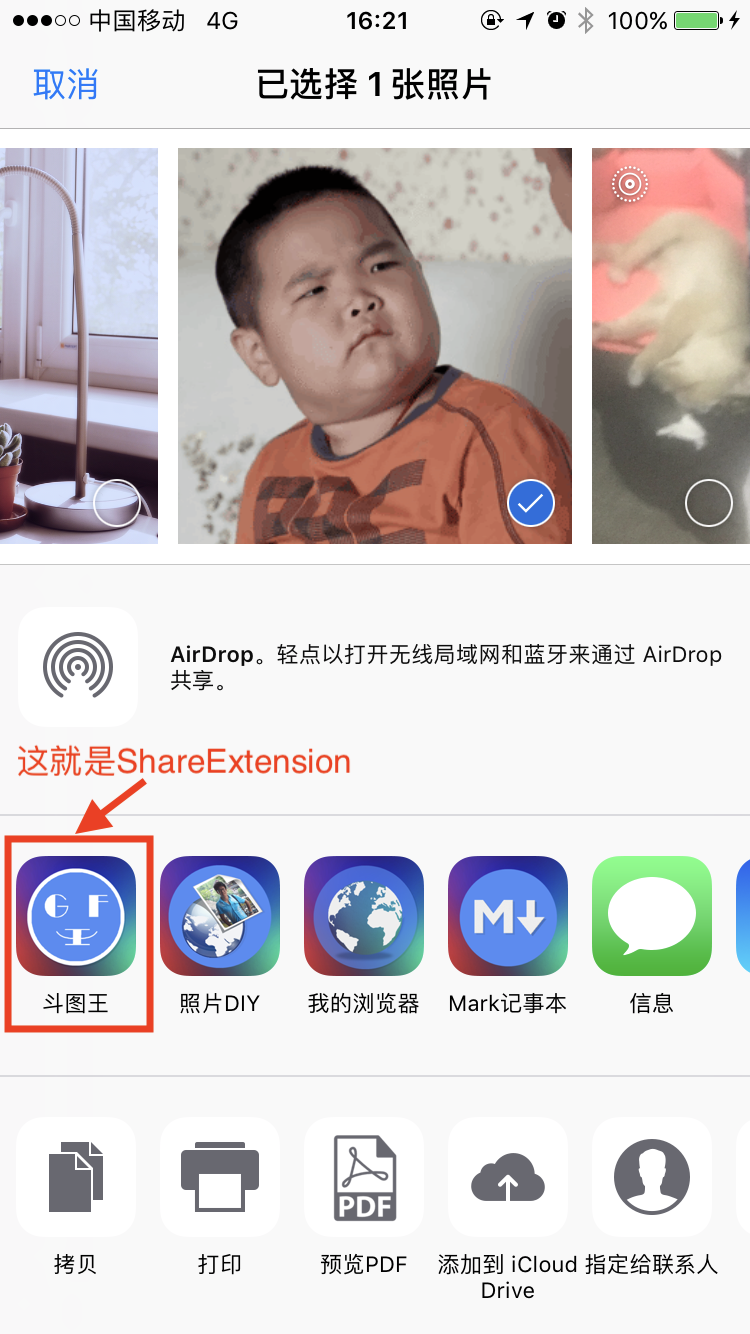 中国移动 4G 16:21 100%
取消 已选择 1 张照片
AirDrop。轻点以打开无线局域网和蓝牙来通过 AirDrop
共享。
这就是ShareExtension
G F
王
M
斗图王 照片DIY 我的浏览器 Mark记事本 信息
PDF
拷贝 打印 预览PDF 添加到 iCloud
Drive 指定给联系人